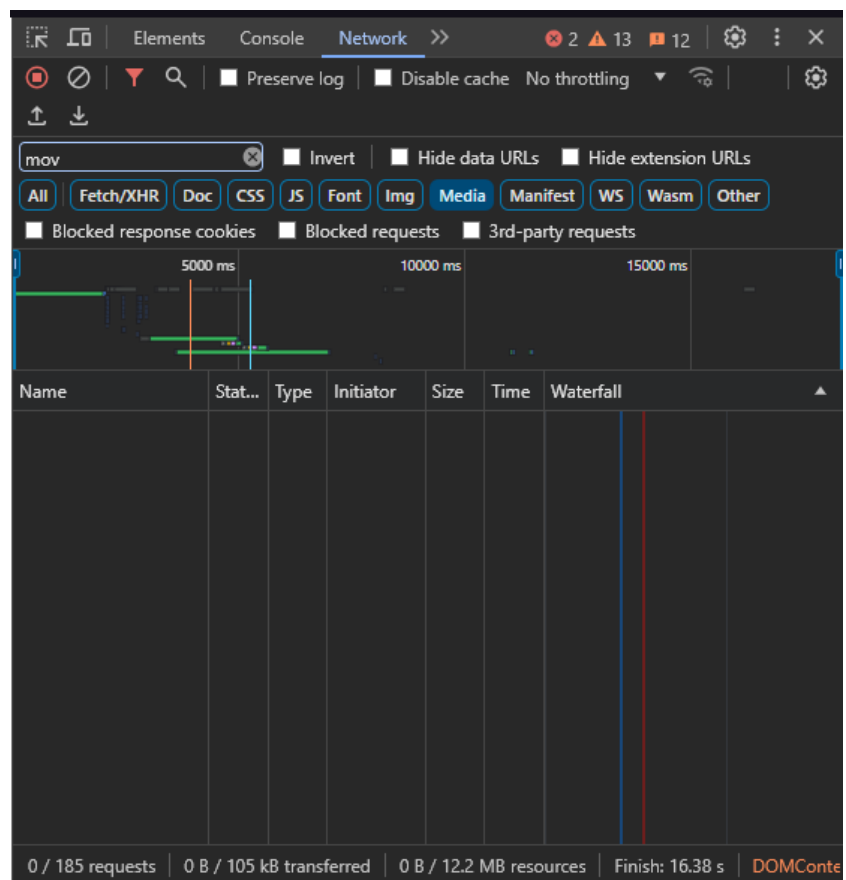 Elements Console Network 2 13 12
Preserve log Disable cache No throttling
mov Invert Hide data URLs Hide extension URLs
All Fetch/XHR Doc CSS JS Font Img Media Manifest WS Wasm Other
Blocked response cookies Blocked requests 3rd-party requests
5000 ms 10000 ms 15000 ms
Name Stat... Type Initiator Size Time Waterfall
0 / 185 requests 0 B / 105 kB transferred 0 B / 12.2 MB resources Finish: 16.38 s DOMConte